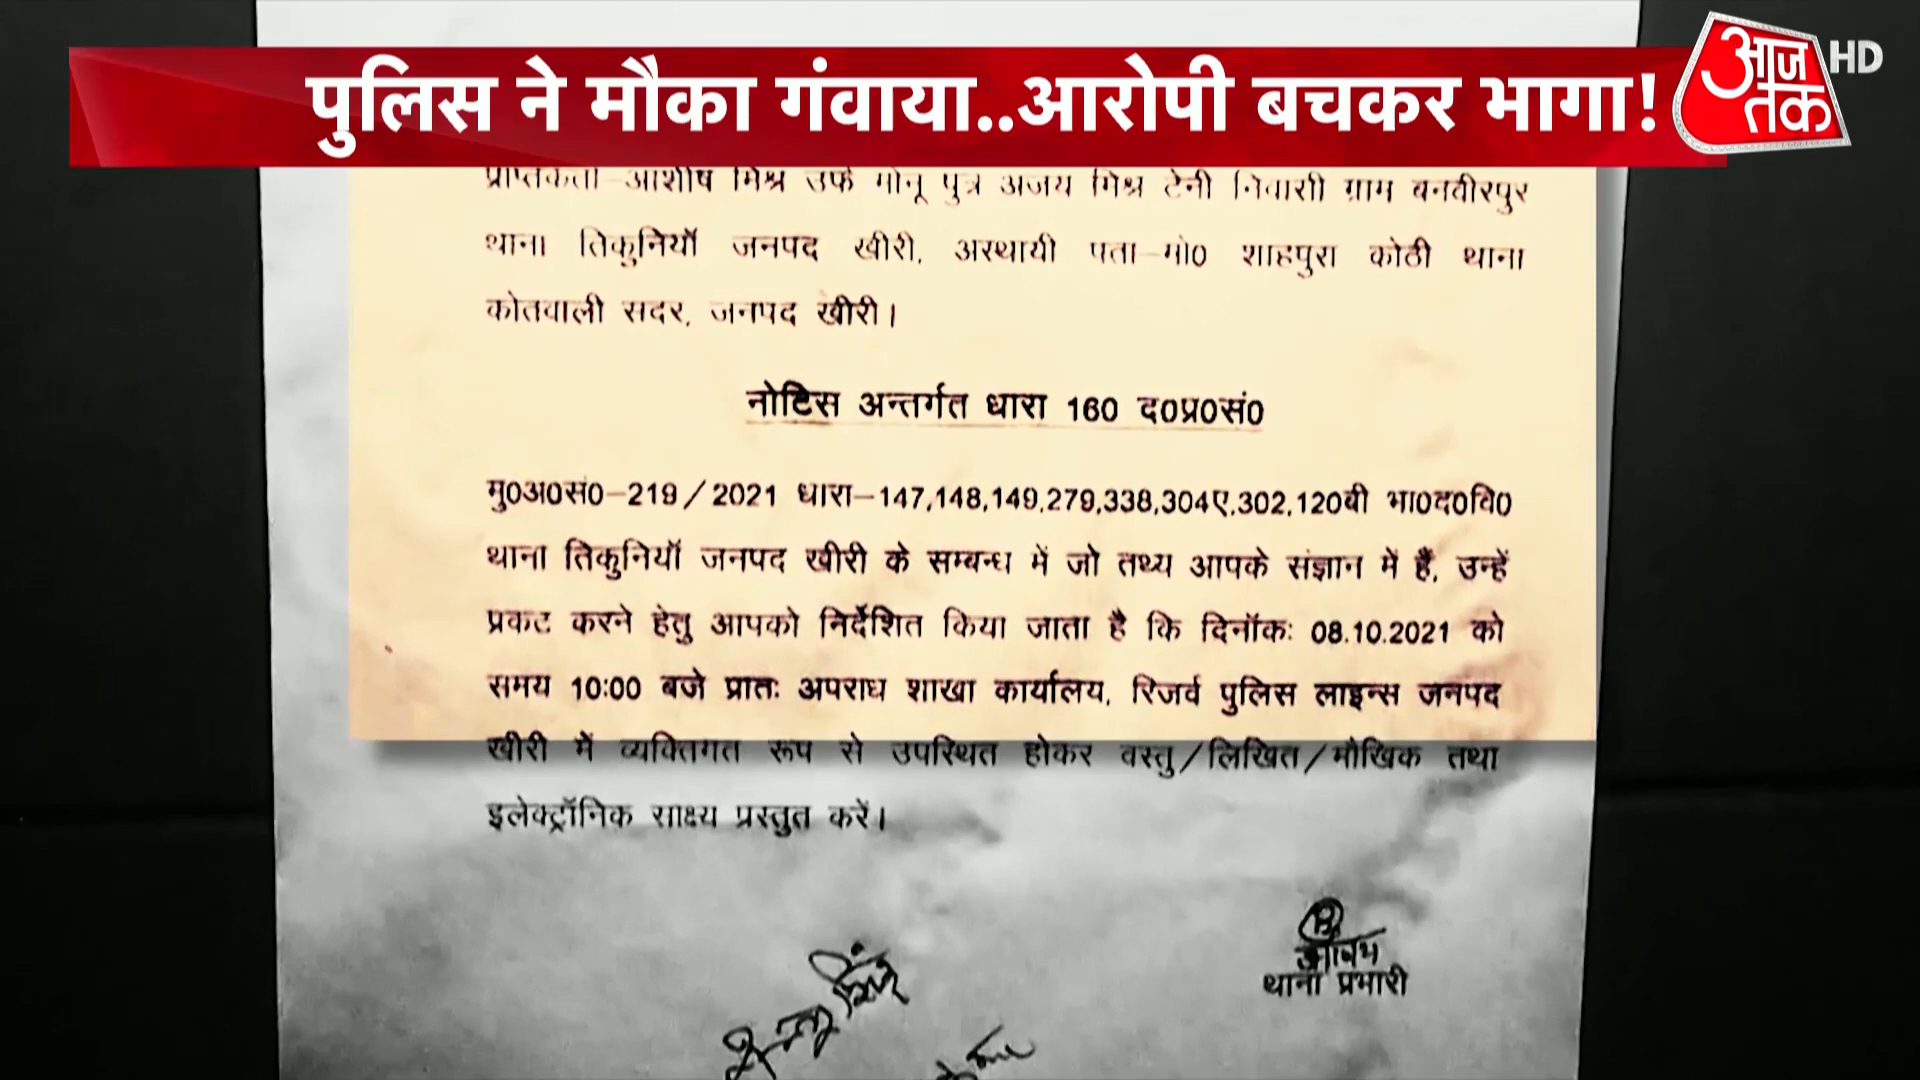 पुलिस ने मौका गंवाया..आरोपी बचकर भागा!
आज तक HD
प्राप्तकर्ता–आशीष मिश्र उर्फ मोनू पुत्र अजय मिश्र टेनी निवासी ग्राम बनवीरपुर
थाना तिकुनियाॅ जनपद खीरी, अस्थायी पता–मो0 शाहपुरा कोठी थाना
कोतवाली सदर, जनपद खीरी।
नोटिस अन्तर्गत धारा 160 द0प्र0सं0
मु0अ0सं0–219/2021 धारा–147,148,149,279,338,304ए,302,120बी भा0द0वि0
थाना तिकुनियाॅ जनपद खीरी के सम्बन्ध में जो तथ्य आपके संज्ञान में हैं, उन्हें
प्रकट करने हेतु आपको निर्देशित किया जाता है कि दिनाॅकः 08.10.2021 को
समय 10:00 बजे प्रातः अपराध शाखा कार्यालय, रिजर्व पुलिस लाइन्स जनपद
खीरी में व्यक्तिगत रूप से उपस्थित होकर वस्तु/लिखित/मौखिक तथा
इलेक्ट्रॉनिक साक्ष्य प्रस्तुत करें।
थाना प्रभारी